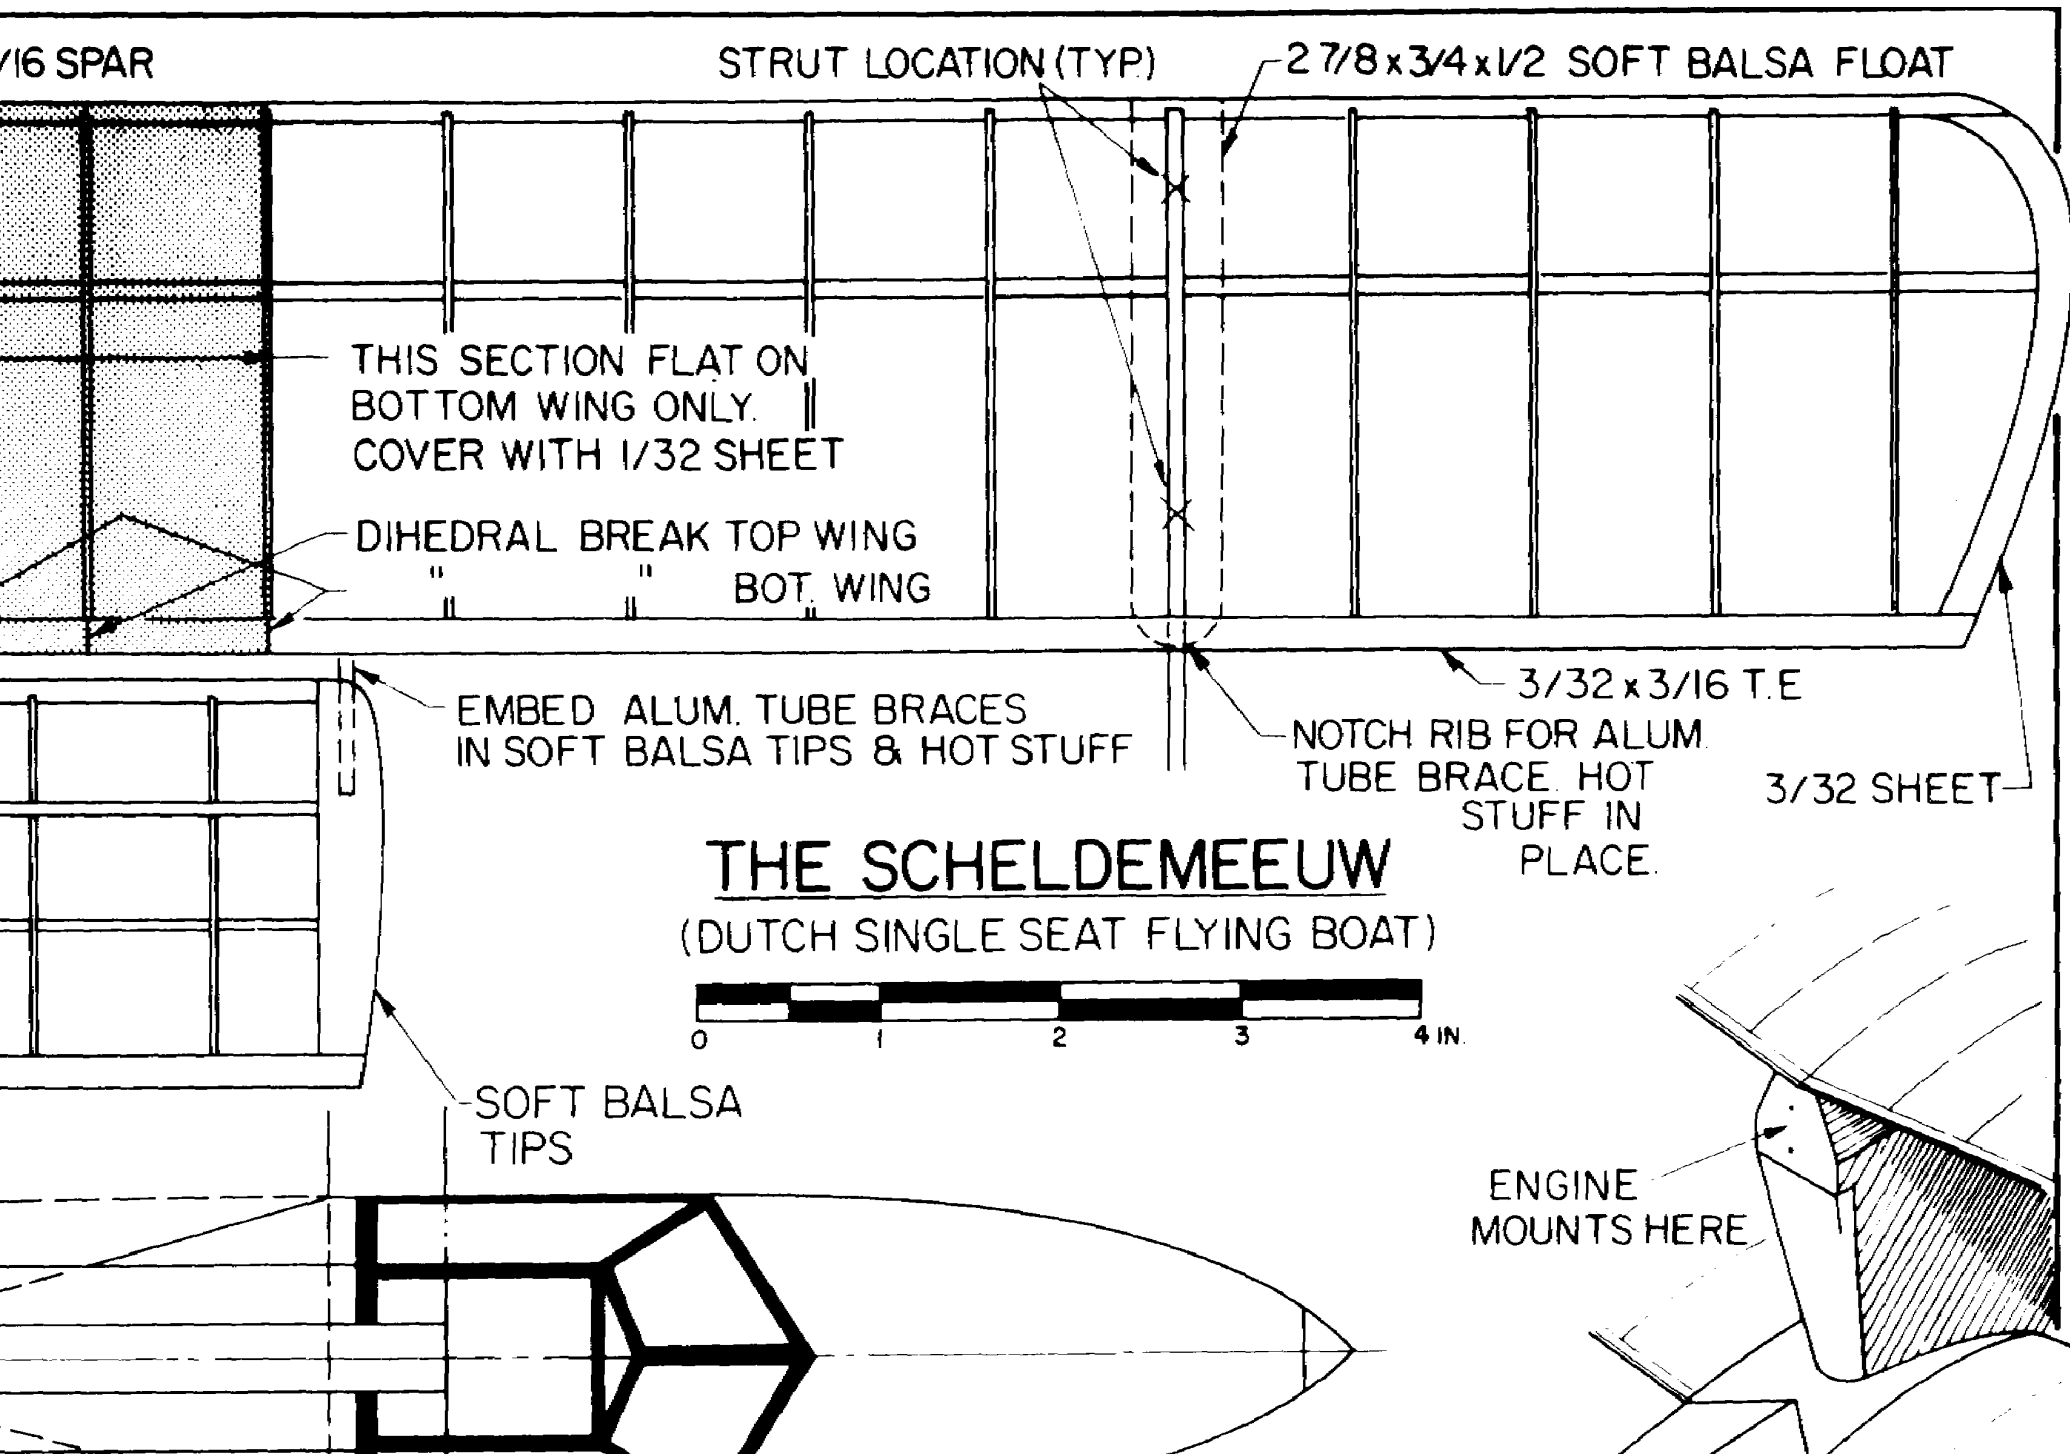 /16 SPAR
STRUT LOCATION (TYP.)
2 7/8 x 3/4 x 1/2 SOFT BALSA FLOAT
THIS SECTION FLAT ON
BOTTOM WING ONLY.
COVER WITH 1/32 SHEET
DIHEDRAL BREAK TOP WING
" " BOT. WING
3/32 x 3/16 T.E
EMBED ALUM. TUBE BRACES
IN SOFT BALSA TIPS & HOT STUFF
NOTCH RIB FOR ALUM.
TUBE BRACE. HOT
STUFF IN
PLACE.
3/32 SHEET
THE SCHELDEMEEUW
(DUTCH SINGLE SEAT FLYING BOAT)
0 1 2 3 4 IN.
SOFT BALSA
TIPS
ENGINE
MOUNTS HERE